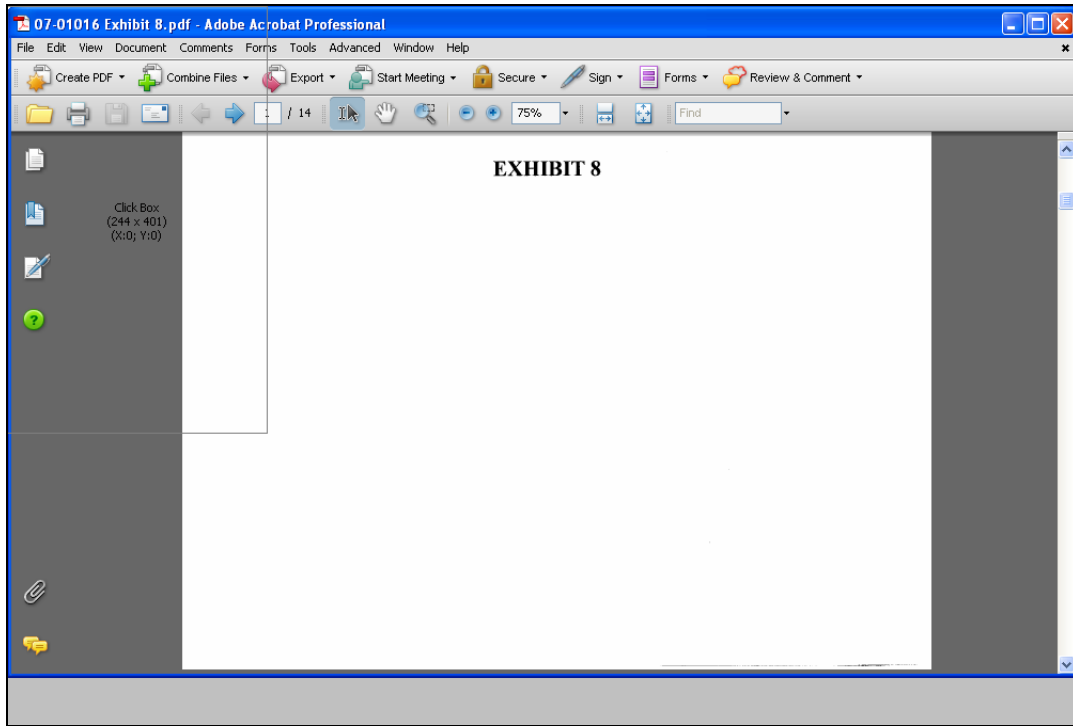 07-01016 Exhibit 8.pdf - Adobe Acrobat Professional
File Edit View Document Comments Forms Tools Advanced Window Help
Create PDF Combine Files Export Start Meeting Secure Sign Forms Review & Comment
1 / 14 75% Find
EXHIBIT 8
Click Box
(244 x 401)
(X:0; Y:0)